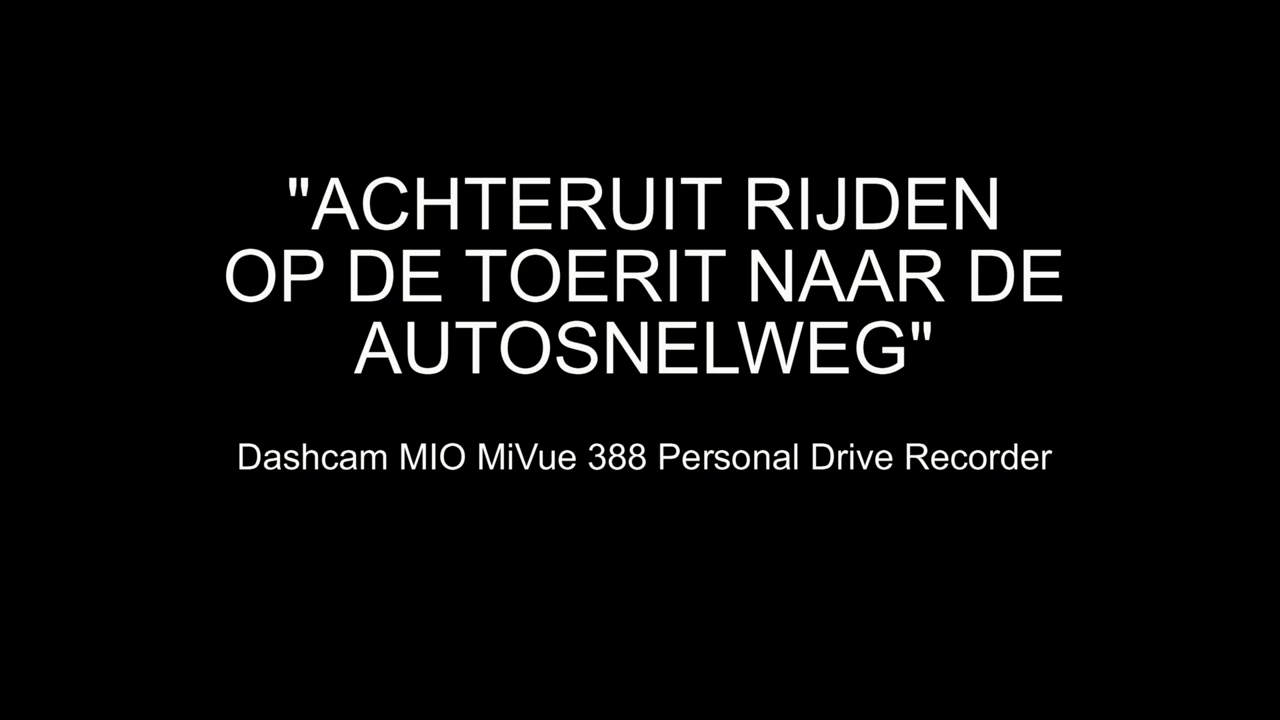 "ACHTERUIT RIJDEN
OP DE TOERIT NAAR DE
AUTOSNELWEG"
Dashcam MIO MiVue 388 Personal Drive Recorder